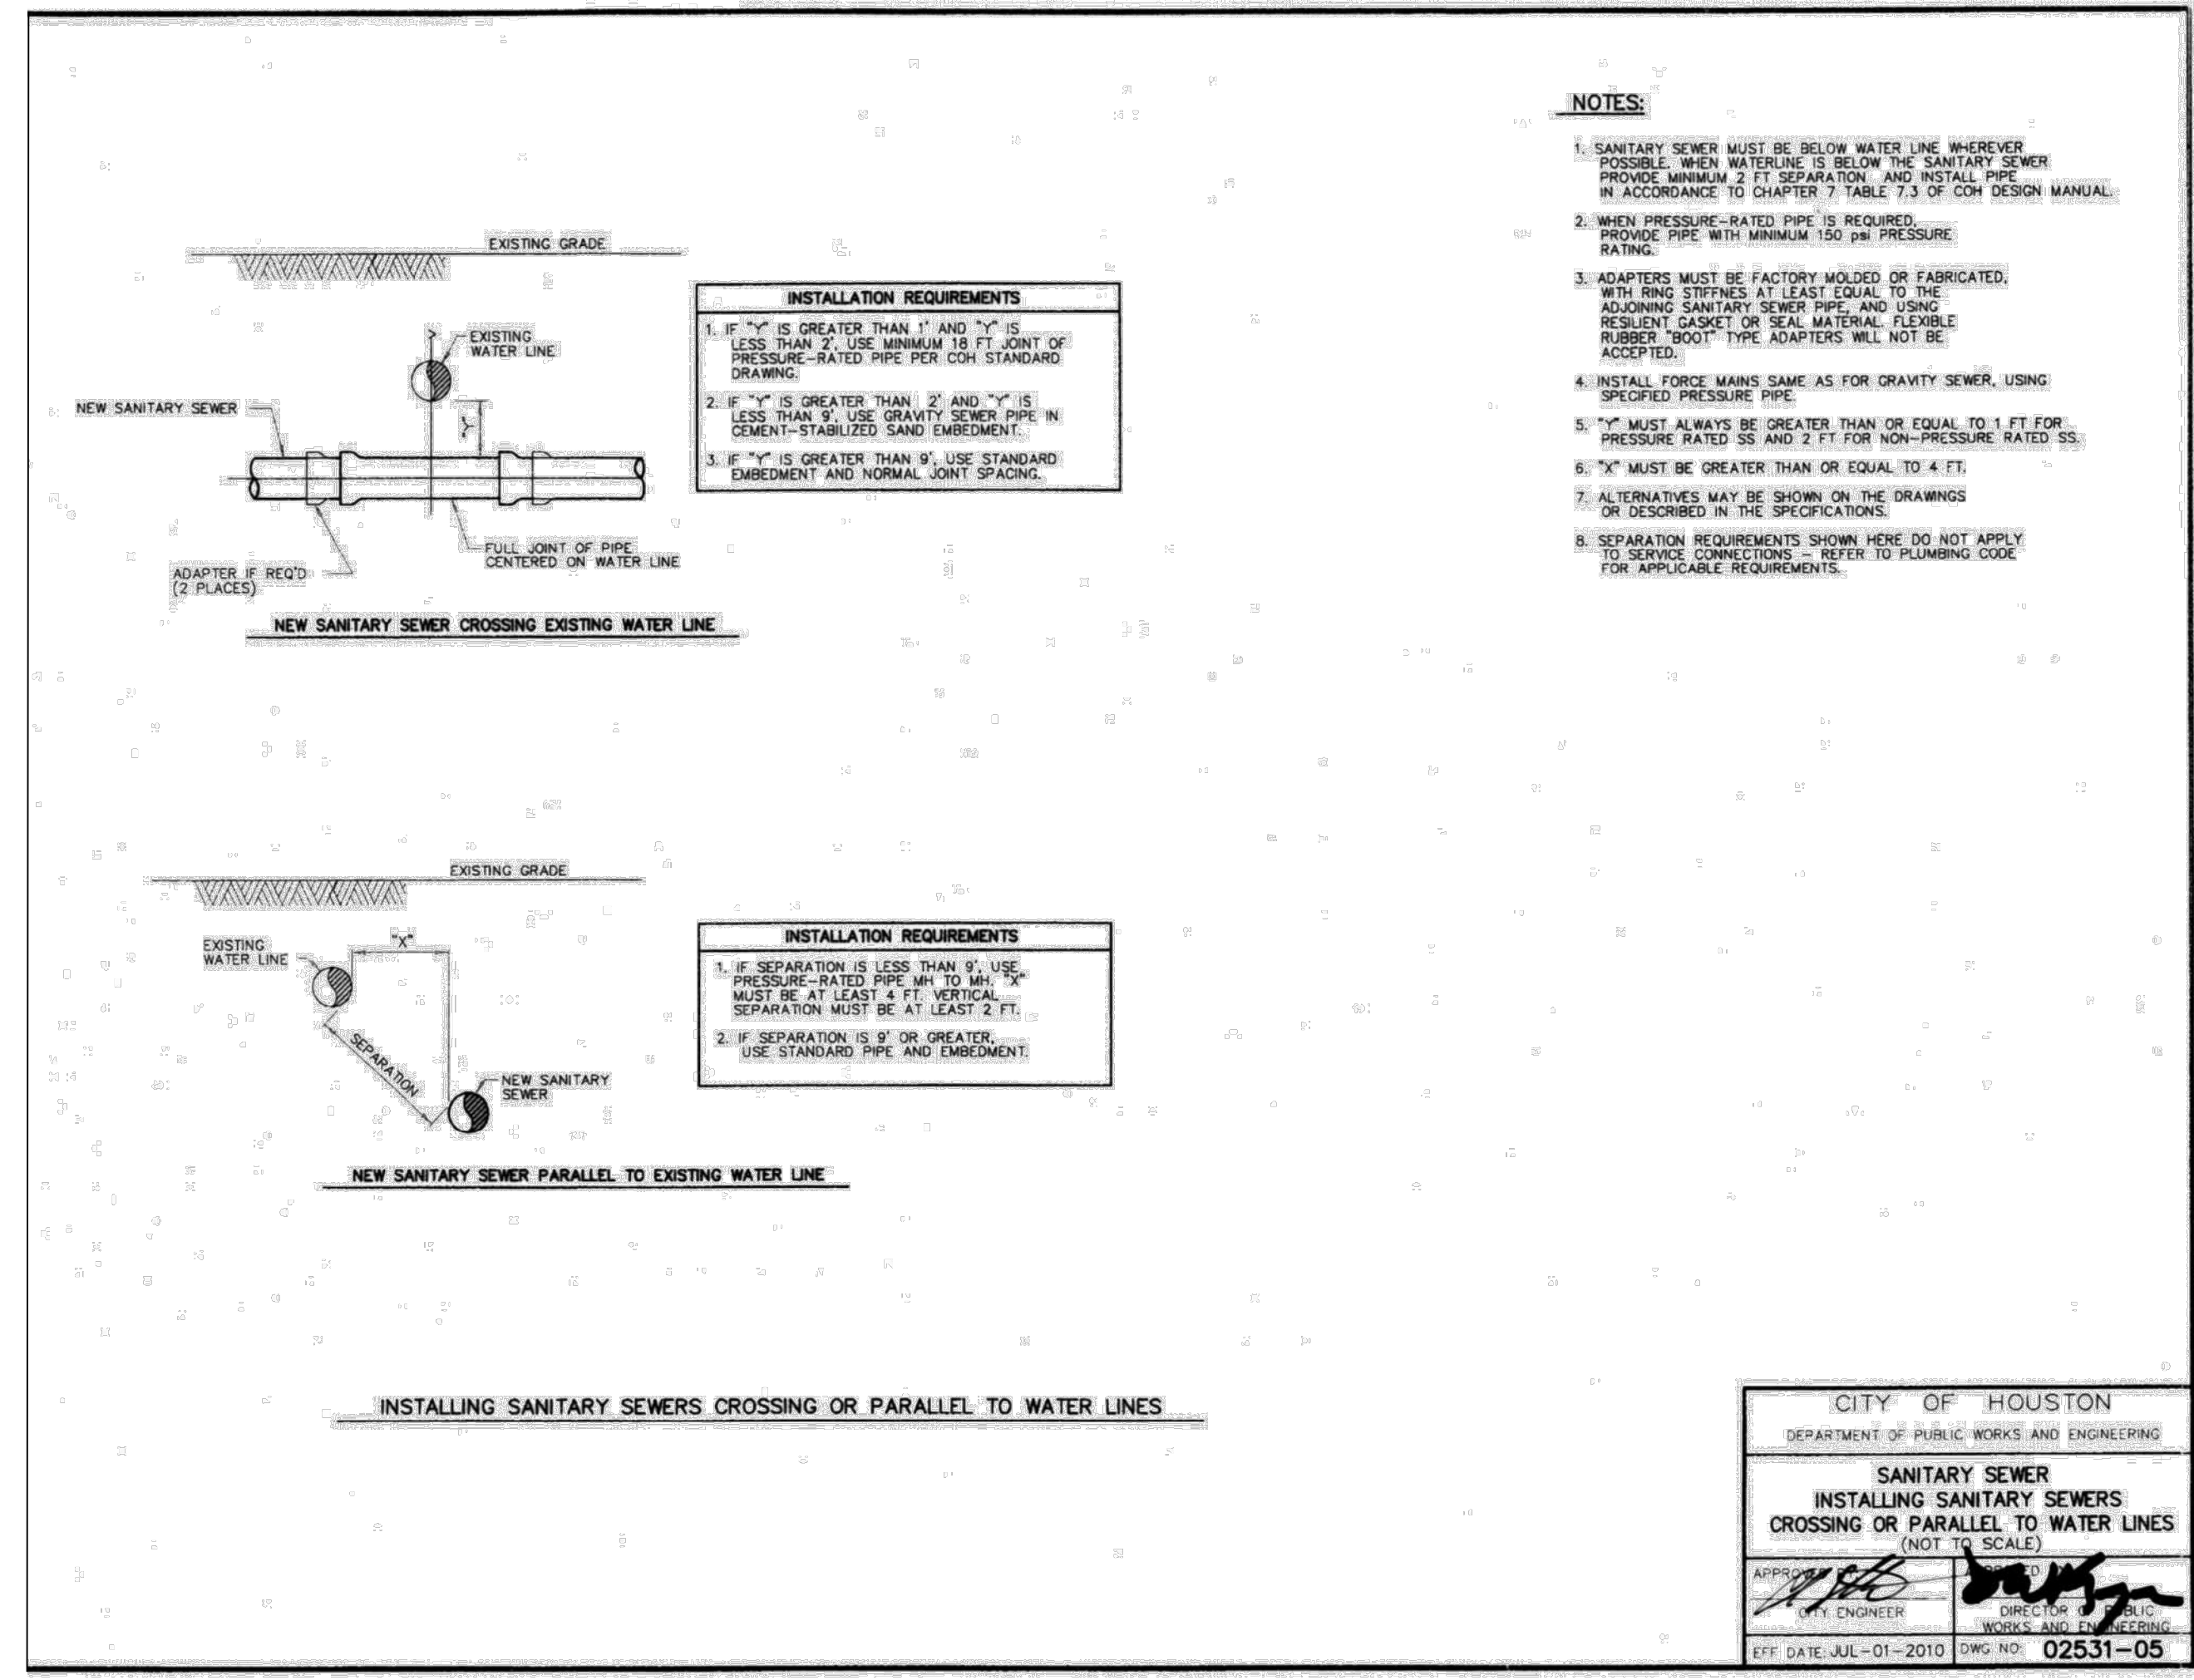 NOTES:
1. SANITARY SEWER MUST BE BELOW WATER LINE WHEREVER
POSSIBLE. WHEN WATERLINE IS BELOW THE SANITARY SEWER
PROVIDE MINIMUM 2 FT SEPARATION AND INSTALL PIPE
IN ACCORDANCE TO CHAPTER 7 TABLE 7.3 OF COH DESIGN MANUAL.
2. WHEN PRESSURE-RATED PIPE IS REQUIRED,
PROVIDE PIPE WITH MINIMUM 150 psi PRESSURE
RATING.
3. ADAPTERS MUST BE FACTORY MOLDED OR FABRICATED,
WITH RING STIFFNES AT LEAST EQUAL TO THE
ADJOINING SANITARY SEWER PIPE, AND USING
RESILIENT GASKET OR SEAL MATERIAL. FLEXIBLE
RUBBER "BOOT" TYPE ADAPTERS WILL NOT BE
ACCEPTED.
4. INSTALL FORCE MAINS SAME AS FOR GRAVITY SEWER, USING
SPECIFIED PRESSURE PIPE.
5. "Y" MUST ALWAYS BE GREATER THAN OR EQUAL TO 1 FT FOR
PRESSURE RATED SS AND 2 FT FOR NON-PRESSURE RATED SS.
6. "X" MUST BE GREATER THAN OR EQUAL TO 4 FT.
7. ALTERNATIVES MAY BE SHOWN ON THE DRAWINGS
OR DESCRIBED IN THE SPECIFICATIONS.
8. SEPARATION REQUIREMENTS SHOWN HERE DO NOT APPLY
TO SERVICE CONNECTIONS - REFER TO PLUMBING CODE
FOR APPLICABLE REQUIREMENTS.
EXISTING GRADE
EXISTING
WATER LINE
NEW SANITARY SEWER
"Y"
FULL JOINT OF PIPE
CENTERED ON WATER LINE
ADAPTER IF REQ'D
(2 PLACES)
NEW SANITARY SEWER CROSSING EXISTING WATER LINE
INSTALLATION REQUIREMENTS
1. IF "Y" IS GREATER THAN 1' AND "Y" IS
LESS THAN 2', USE MINIMUM 18 FT JOINT OF
PRESSURE-RATED PIPE PER COH STANDARD
DRAWING.
2. IF "Y" IS GREATER THAN 2' AND "Y" IS
LESS THAN 9', USE GRAVITY SEWER PIPE IN
CEMENT-STABILIZED SAND EMBEDMENT.
3. IF "Y" IS GREATER THAN 9', USE STANDARD
EMBEDMENT AND NORMAL JOINT SPACING.
EXISTING GRADE
EXISTING
WATER LINE
"X"
SEPARATION
NEW SANITARY
SEWER
NEW SANITARY SEWER PARALLEL TO EXISTING WATER LINE
INSTALLATION REQUIREMENTS
1. IF SEPARATION IS LESS THAN 9', USE
PRESSURE-RATED PIPE MH TO MH. "X"
MUST BE AT LEAST 4 FT. VERTICAL
SEPARATION MUST BE AT LEAST 2 FT.
2. IF SEPARATION IS 9' OR GREATER,
USE STANDARD PIPE AND EMBEDMENT.
INSTALLING SANITARY SEWERS CROSSING OR PARALLEL TO WATER LINES
CITY OF HOUSTON
DEPARTMENT OF PUBLIC WORKS AND ENGINEERING
SANITARY SEWER
INSTALLING SANITARY SEWERS
CROSSING OR PARALLEL TO WATER LINES
(NOT TO SCALE)
CITY ENGINEER
DIRECTOR OF PUBLIC
WORKS AND ENGINEERING
EFF DATE: JUL-01-2010
DWG NO: 02531-05